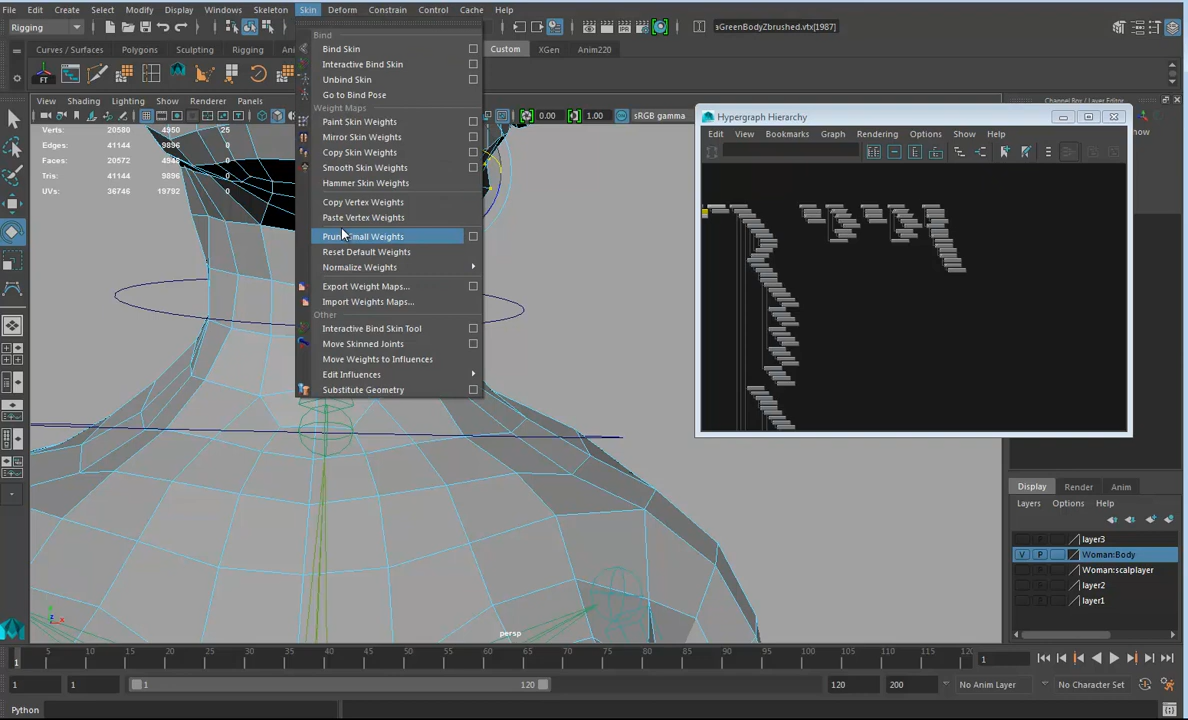 File Edit Create Select Modify Display Windows Skeleton Skin Deform Constrain Control Cache Help
Rigging
sGreenBodyZbrushed.vtx[1987]
Curves / Surfaces Polygons Sculpting Rigging Custom XGen Anim220
FT
View Shading Lighting Show Renderer Panels
0.00 1.00 sRGB gamma
Verts: 20580 4950 25
Edges: 41144 9896 0
Faces: 20572 4948 0
Tris: 41144 9896 0
UVs: 36746 19792 0
Bind
Bind Skin
Interactive Bind Skin
Unbind Skin
Go to Bind Pose
Weight Maps
Paint Skin Weights
Mirror Skin Weights
Copy Skin Weights
Smooth Skin Weights
Hammer Skin Weights
Copy Vertex Weights
Paste Vertex Weights
Prune Small Weights
Reset Default Weights
Normalize Weights
Export Weight Maps...
Import Weights Maps...
Other
Interactive Bind Skin Tool
Move Skinned Joints
Move Weights to Influences
Edit Influences
Substitute Geometry
Hypergraph Hierarchy
Edit View Bookmarks Graph Rendering Options Show Help
Channel Box / Layer Editor
Display Render Anim
Layers Options Help
layer3
V P Woman:Body
Woman:scalplayer
layer2
layer1
persp
5 10 15 20 25 30 35 40 45 50 55 60 65 70 75 80 85 90 95 100 105 110 115 120
1 1
1 1 1 120 120 200 No Anim Layer No Character Set
Python